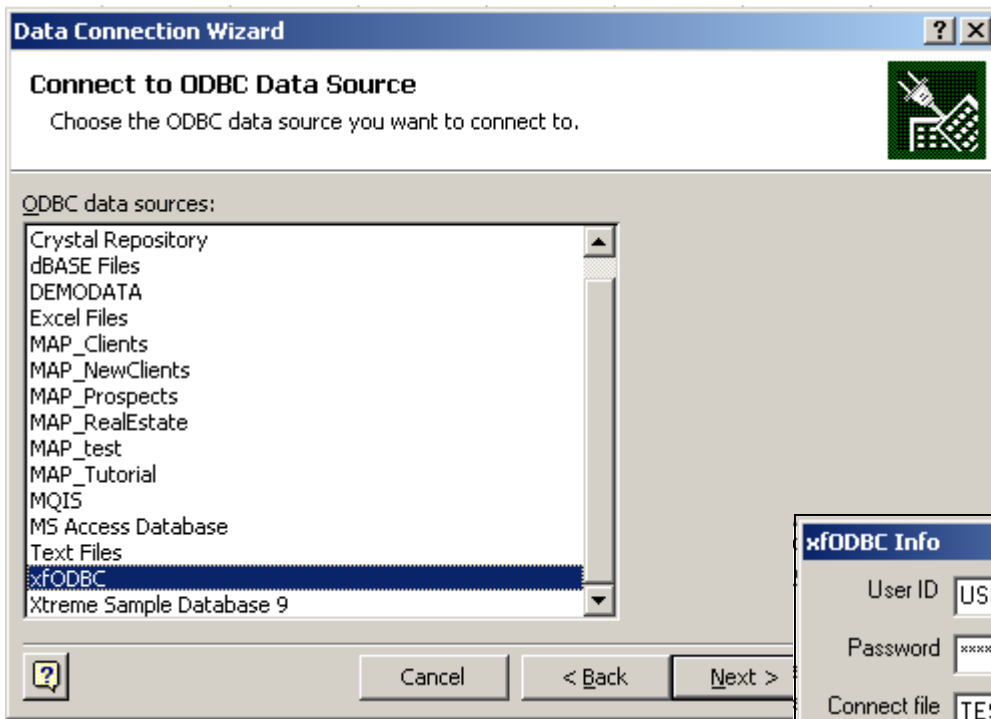 Data Connection Wizard
Connect to ODBC Data Source
Choose the ODBC data source you want to connect to.
ODBC data sources:
Crystal Repository
dBASE Files
DEMODATA
Excel Files
MAP_Clients
MAP_NewClients
MAP_Prospects
MAP_RealEstate
MAP_test
MAP_Tutorial
MQIS
MS Access Database
Text Files
xfODBC
Xtreme Sample Database 9
Cancel
< Back
Next >
xfODBC Info
User ID
Password
Connect file